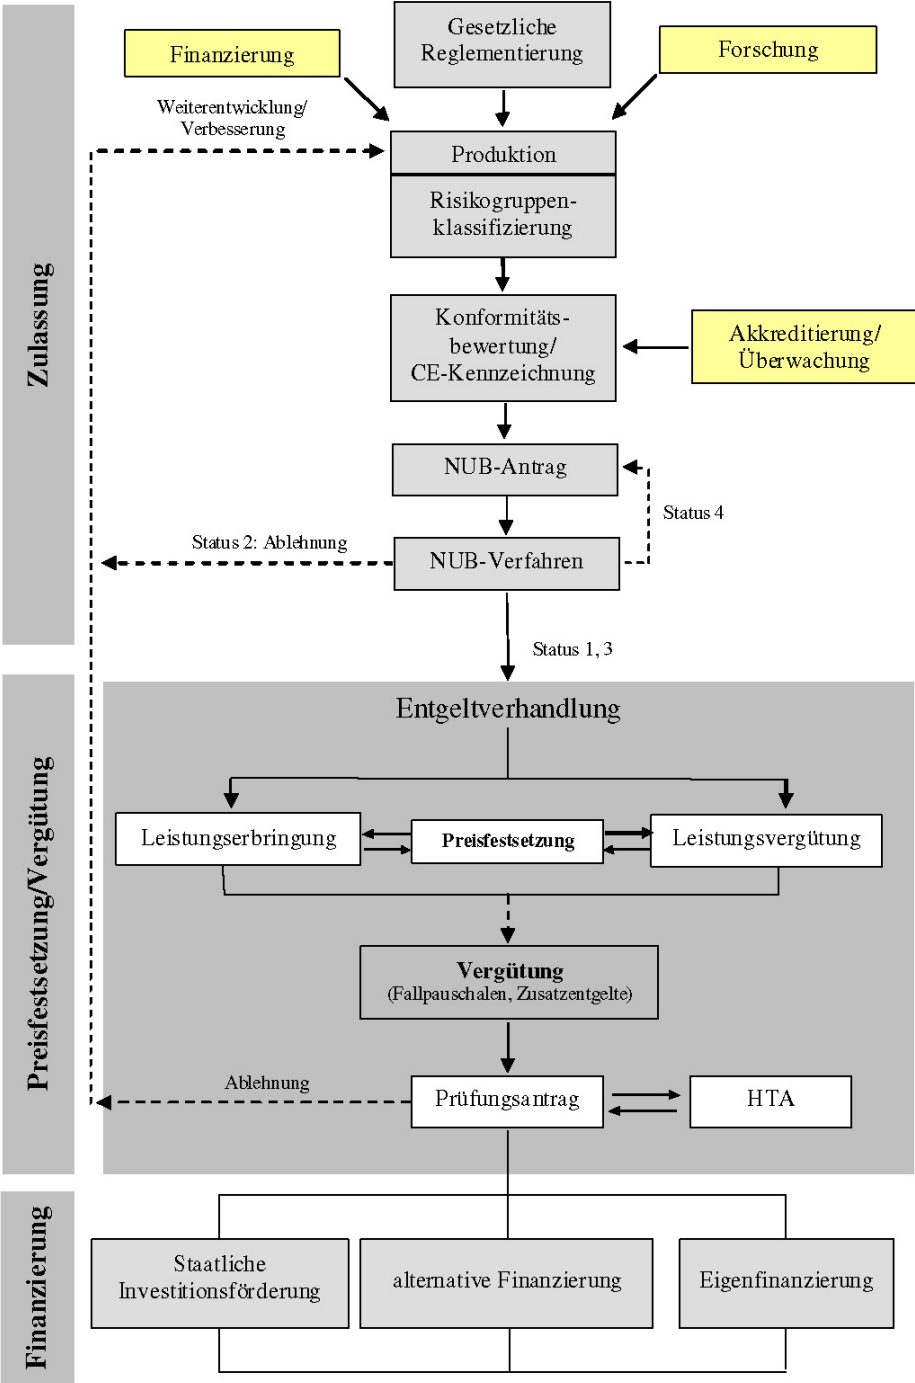 Gesetzliche
Reglementierung
Finanzierung
Forschung
Weiterentwicklung/
Verbesserung
Produktion
Risikogruppen-
klassifizierung
Zulassung
Konformitäts-
bewertung/
CE-Kennzeichnung
Akkreditierung/
Überwachung
NUB-Antrag
Status 4
Status 2: Ablehnung
NUB-Verfahren
Status 1, 3
Preisfestsetzung/Vergütung
Entgeltverhandlung
Leistungserbringung
Preisfestsetzung
Leistungsvergütung
Vergütung
(Fallpauschalen, Zusatzentgelte)
Ablehnung
Prüfungsantrag
HTA
Finanzierung
Staatliche
Investitionsförderung
alternative Finanzierung
Eigenfinanzierung